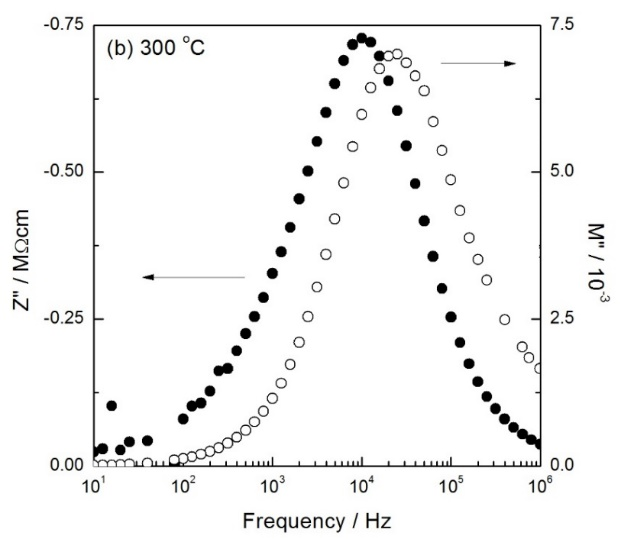 (b) 300 °C
-0.75
-0.50
-0.25
0.00
Z" / MΩcm
7.5
5.0
2.5
0.0
M" / 10⁻³
10¹ 10² 10³ 10⁴ 10⁵ 10⁶
Frequency / Hz